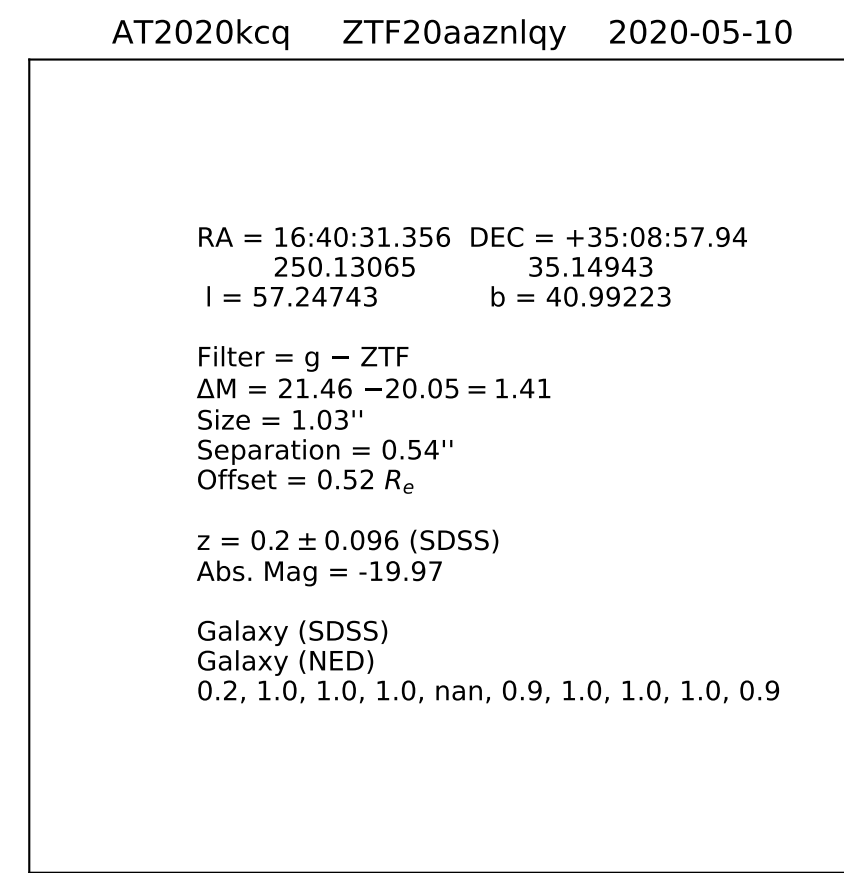 AT2020kcq ZTF20aaznlqy 2020-05-10
RA = 16:40:31.356 DEC = +35:08:57.94
250.13065 35.14943
l = 57.24743 b = 40.99223
Filter = g − ZTF
ΔM = 21.46 −20.05 = 1.41
Size = 1.03''
Separation = 0.54''
Offset = 0.52 Rₑ
z = 0.2 ± 0.096 (SDSS)
Abs. Mag = -19.97
Galaxy (SDSS)
Galaxy (NED)
0.2, 1.0, 1.0, 1.0, nan, 0.9, 1.0, 1.0, 1.0, 0.9